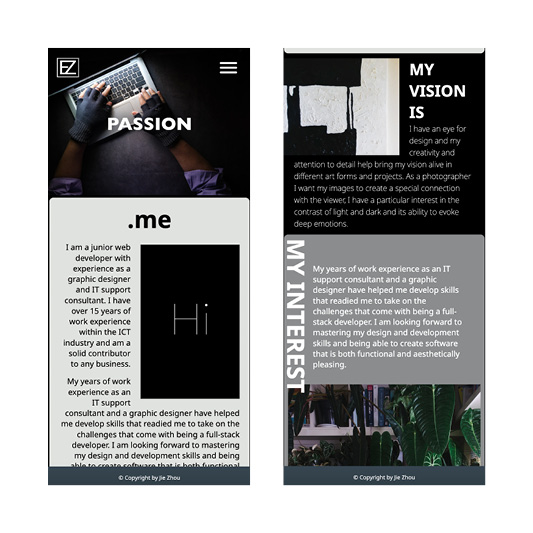 EZ
PASSION
.me
I am a junior web
developer with
experience as a
graphic designer
and IT support
consultant. I have
over 15 years of
work experience
within the ICT
industry and am a
solid contributor
to any business.
Hi
My years of work
experience as an
IT support
consultant and a graphic designer have helped
me develop skills that readied me to take on the
challenges that come with being a full-stack
developer. I am looking forward to mastering
my design and development skills and being
able to create software that is both functional
© Copyright by Jie Zhou
MY
VISION
IS
I have an eye for
design and my
creativity and
attention to detail help bring my vision alive in
different art forms and projects. As a photographer
I want my images to create a special connection
with the viewer, I have a particular interest in the
contrast of light and dark and its ability to evoke
deep emotions.
MY INTEREST
My years of work experience as an IT
support consultant and a graphic
designer have helped me develop skills
that readied me to take on the
challenges that come with being a full-
stack developer. I am looking forward to
mastering my design and development
skills and being able to create software
that is both functional and aesthetically
pleasing.
© Copyright by Jie Zhou